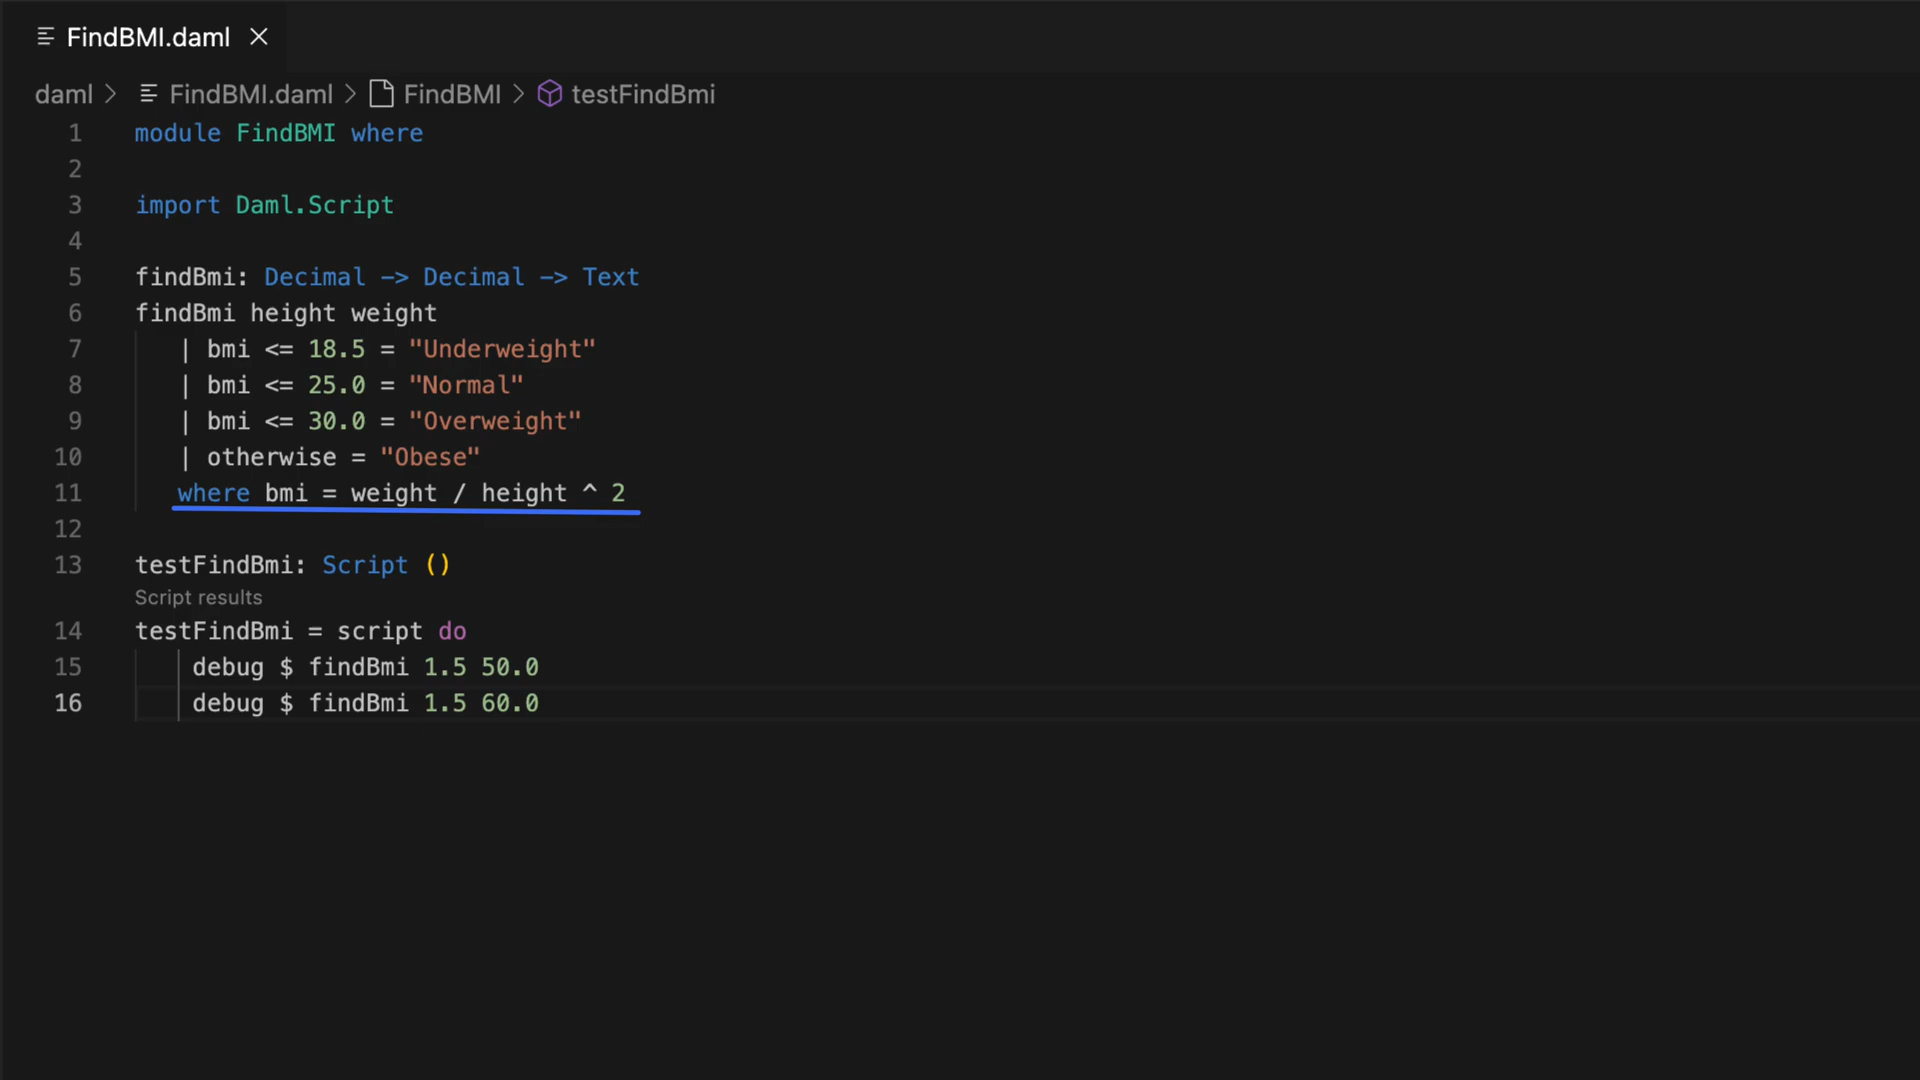 FindBMI.daml
daml > FindBMI.daml > FindBMI > testFindBmi
1 module FindBMI where
2
3 import Daml.Script
4
5 findBmi: Decimal -> Decimal -> Text
6 findBmi height weight
7 | bmi <= 18.5 = "Underweight"
8 | bmi <= 25.0 = "Normal"
9 | bmi <= 30.0 = "Overweight"
10 | otherwise = "Obese"
11 where bmi = weight / height ^ 2
12
13 testFindBmi: Script ()
Script results
14 testFindBmi = script do
15 debug $ findBmi 1.5 50.0
16 debug $ findBmi 1.5 60.0